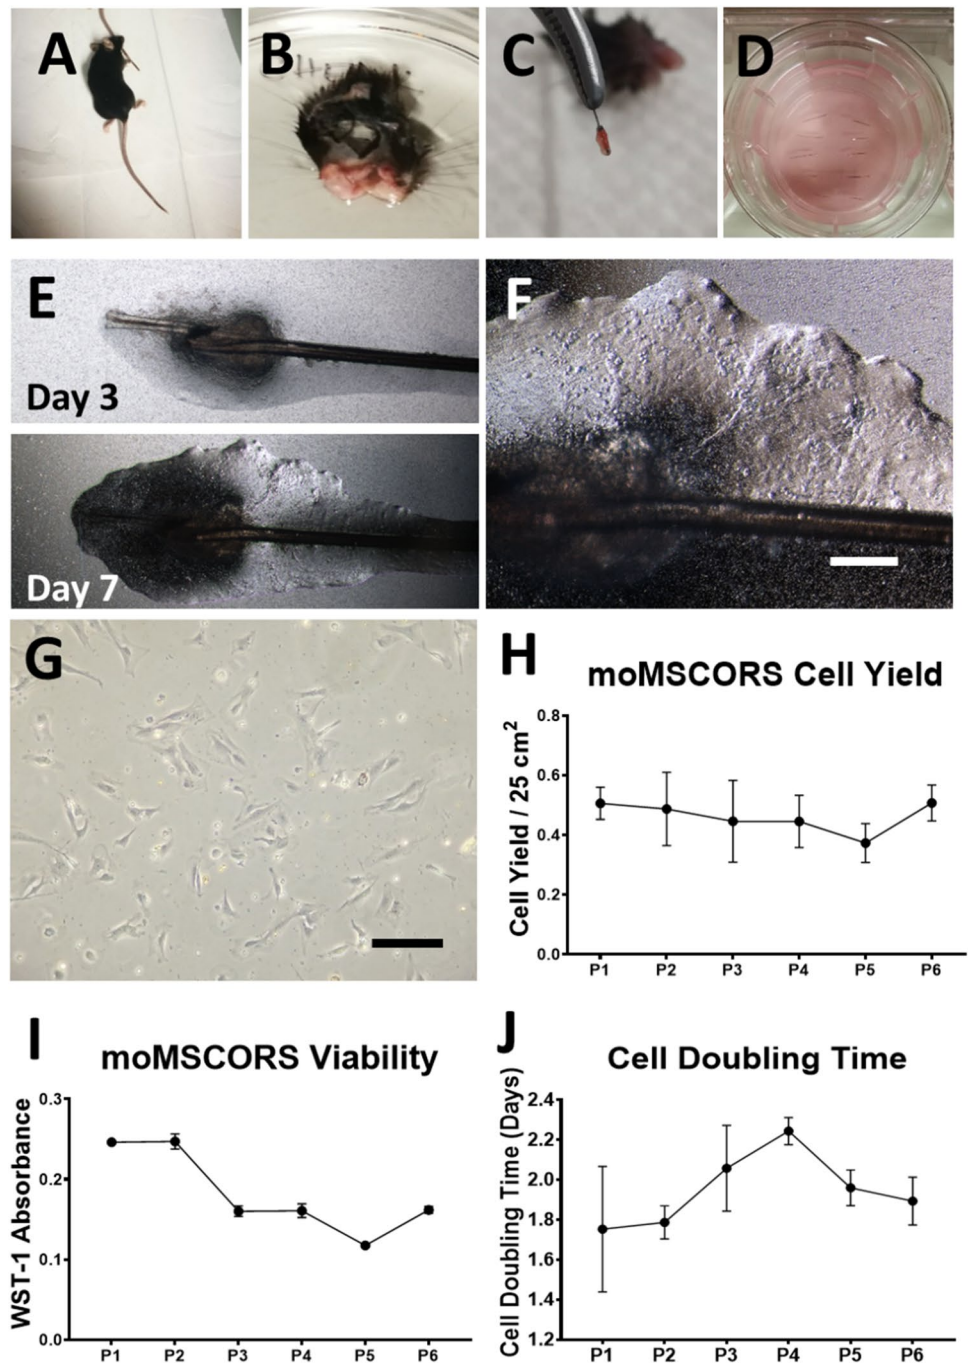 A
B
C
D
E
Day 3
F
Day 7
G
H
moMSCORS Cell Yield
Cell Yield / 25 cm²
0.8
0.6
0.4
0.2
0.0
P1 P2 P3 P4 P5 P6
I
moMSCORS Viability
WST-1 Absorbance
0.3
0.2
0.1
0.0
P1 P2 P3 P4 P5 P6
J
Cell Doubling Time
Cell Doubling Time (Days)
2.4
2.2
2.0
1.8
1.6
1.4
1.2
P1 P2 P3 P4 P5 P6